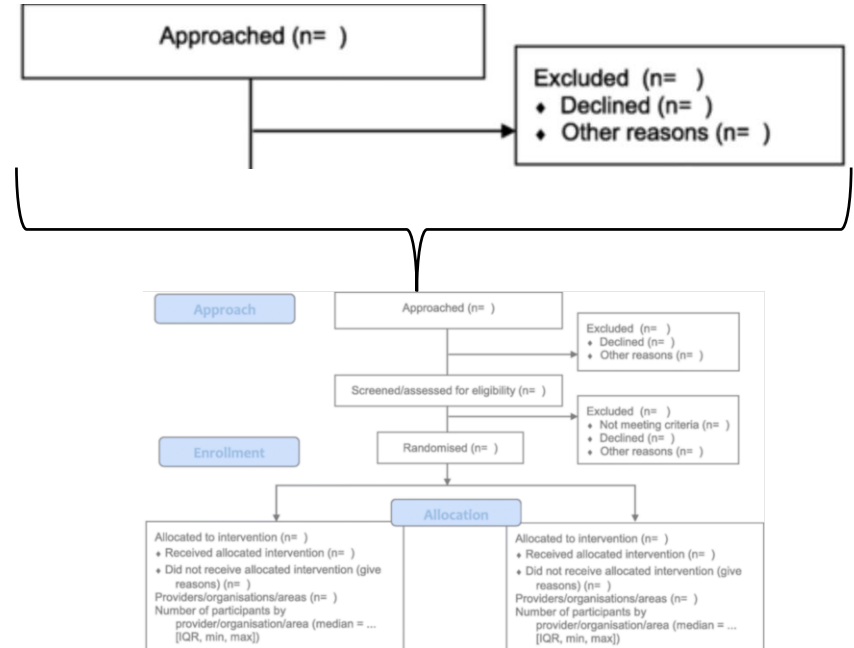 Approached (n=  )
Excluded  (n=   )
♦ Declined (n=  )
♦ Other reasons (n=  )
Approach
Approached (n=  )
Excluded  (n=   )
♦ Declined (n=  )
♦ Other reasons (n=  )
Screened/assessed for eligibility (n=  )
Excluded  (n=   )
♦ Not meeting criteria (n=  )
♦ Declined (n=  )
♦ Other reasons (n=  )
Enrollment
Randomised (n=  )
Allocation
Allocated to intervention (n=  )
♦ Received allocated intervention (n=  )
♦ Did not receive allocated intervention (give
reasons) (n=  )
Providers/organisations/areas (n=  )
Number of participants by
provider/organisation/area (median = ...
[IQR, min, max])
Allocated to intervention (n=  )
♦ Received allocated intervention (n=  )
♦ Did not receive allocated intervention (give
reasons) (n=  )
Providers/organisations/areas (n=  )
Number of participants by
provider/organisation/area (median = ...
[IQR, min, max])